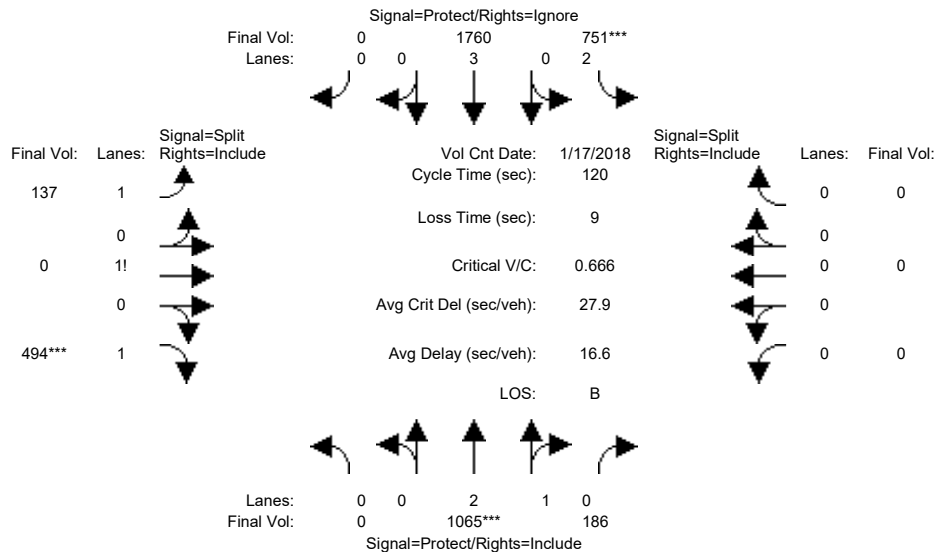 Signal=Protect/Rights=Ignore
Final Vol: 0 1760 751***
Lanes: 0 0 3 0 2
Signal=Split
Final Vol: Lanes: Rights=Include
Vol Cnt Date: 1/17/2018
Signal=Split
Rights=Include Lanes: Final Vol:
Cycle Time (sec): 120
137 1
0 0
Loss Time (sec): 9
0
0
0 1!
Critical V/C: 0.666
0 0
0
Avg Crit Del (sec/veh): 27.9
0
494*** 1
Avg Delay (sec/veh): 16.6
0 0
LOS: B
Lanes: 0 0 2 1 0
Final Vol: 0 1065*** 186
Signal=Protect/Rights=Include